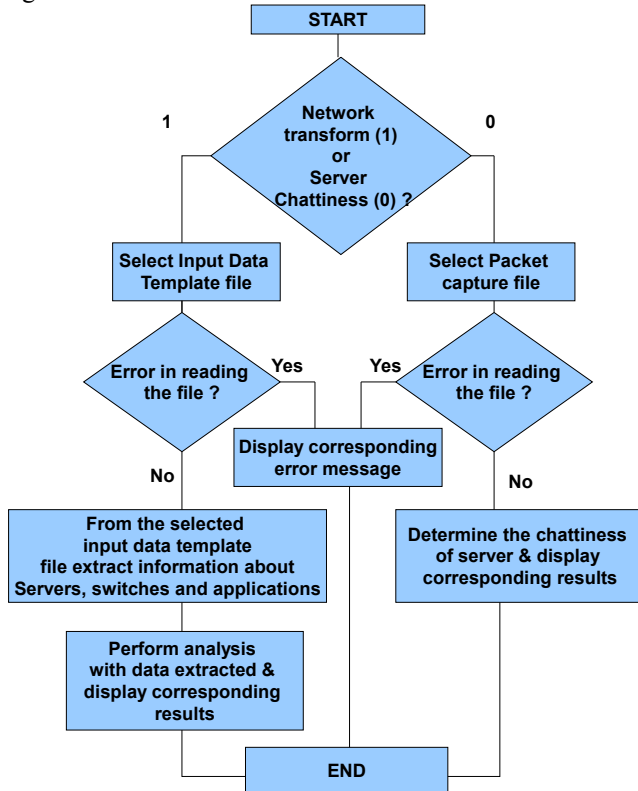 START
Network
transform (1)
or
Server
Chattiness (0) ?
1
0
Select Input Data
Template file
Select Packet
capture file
Error in reading
the file ?
Yes
Yes
Error in reading
the file ?
Display corresponding
error message
No
No
From the selected
input data template
file extract information about
Servers, switches and applications
Determine the chattiness
of server & display
corresponding results
Perform analysis
with data extracted &
display corresponding
results
END